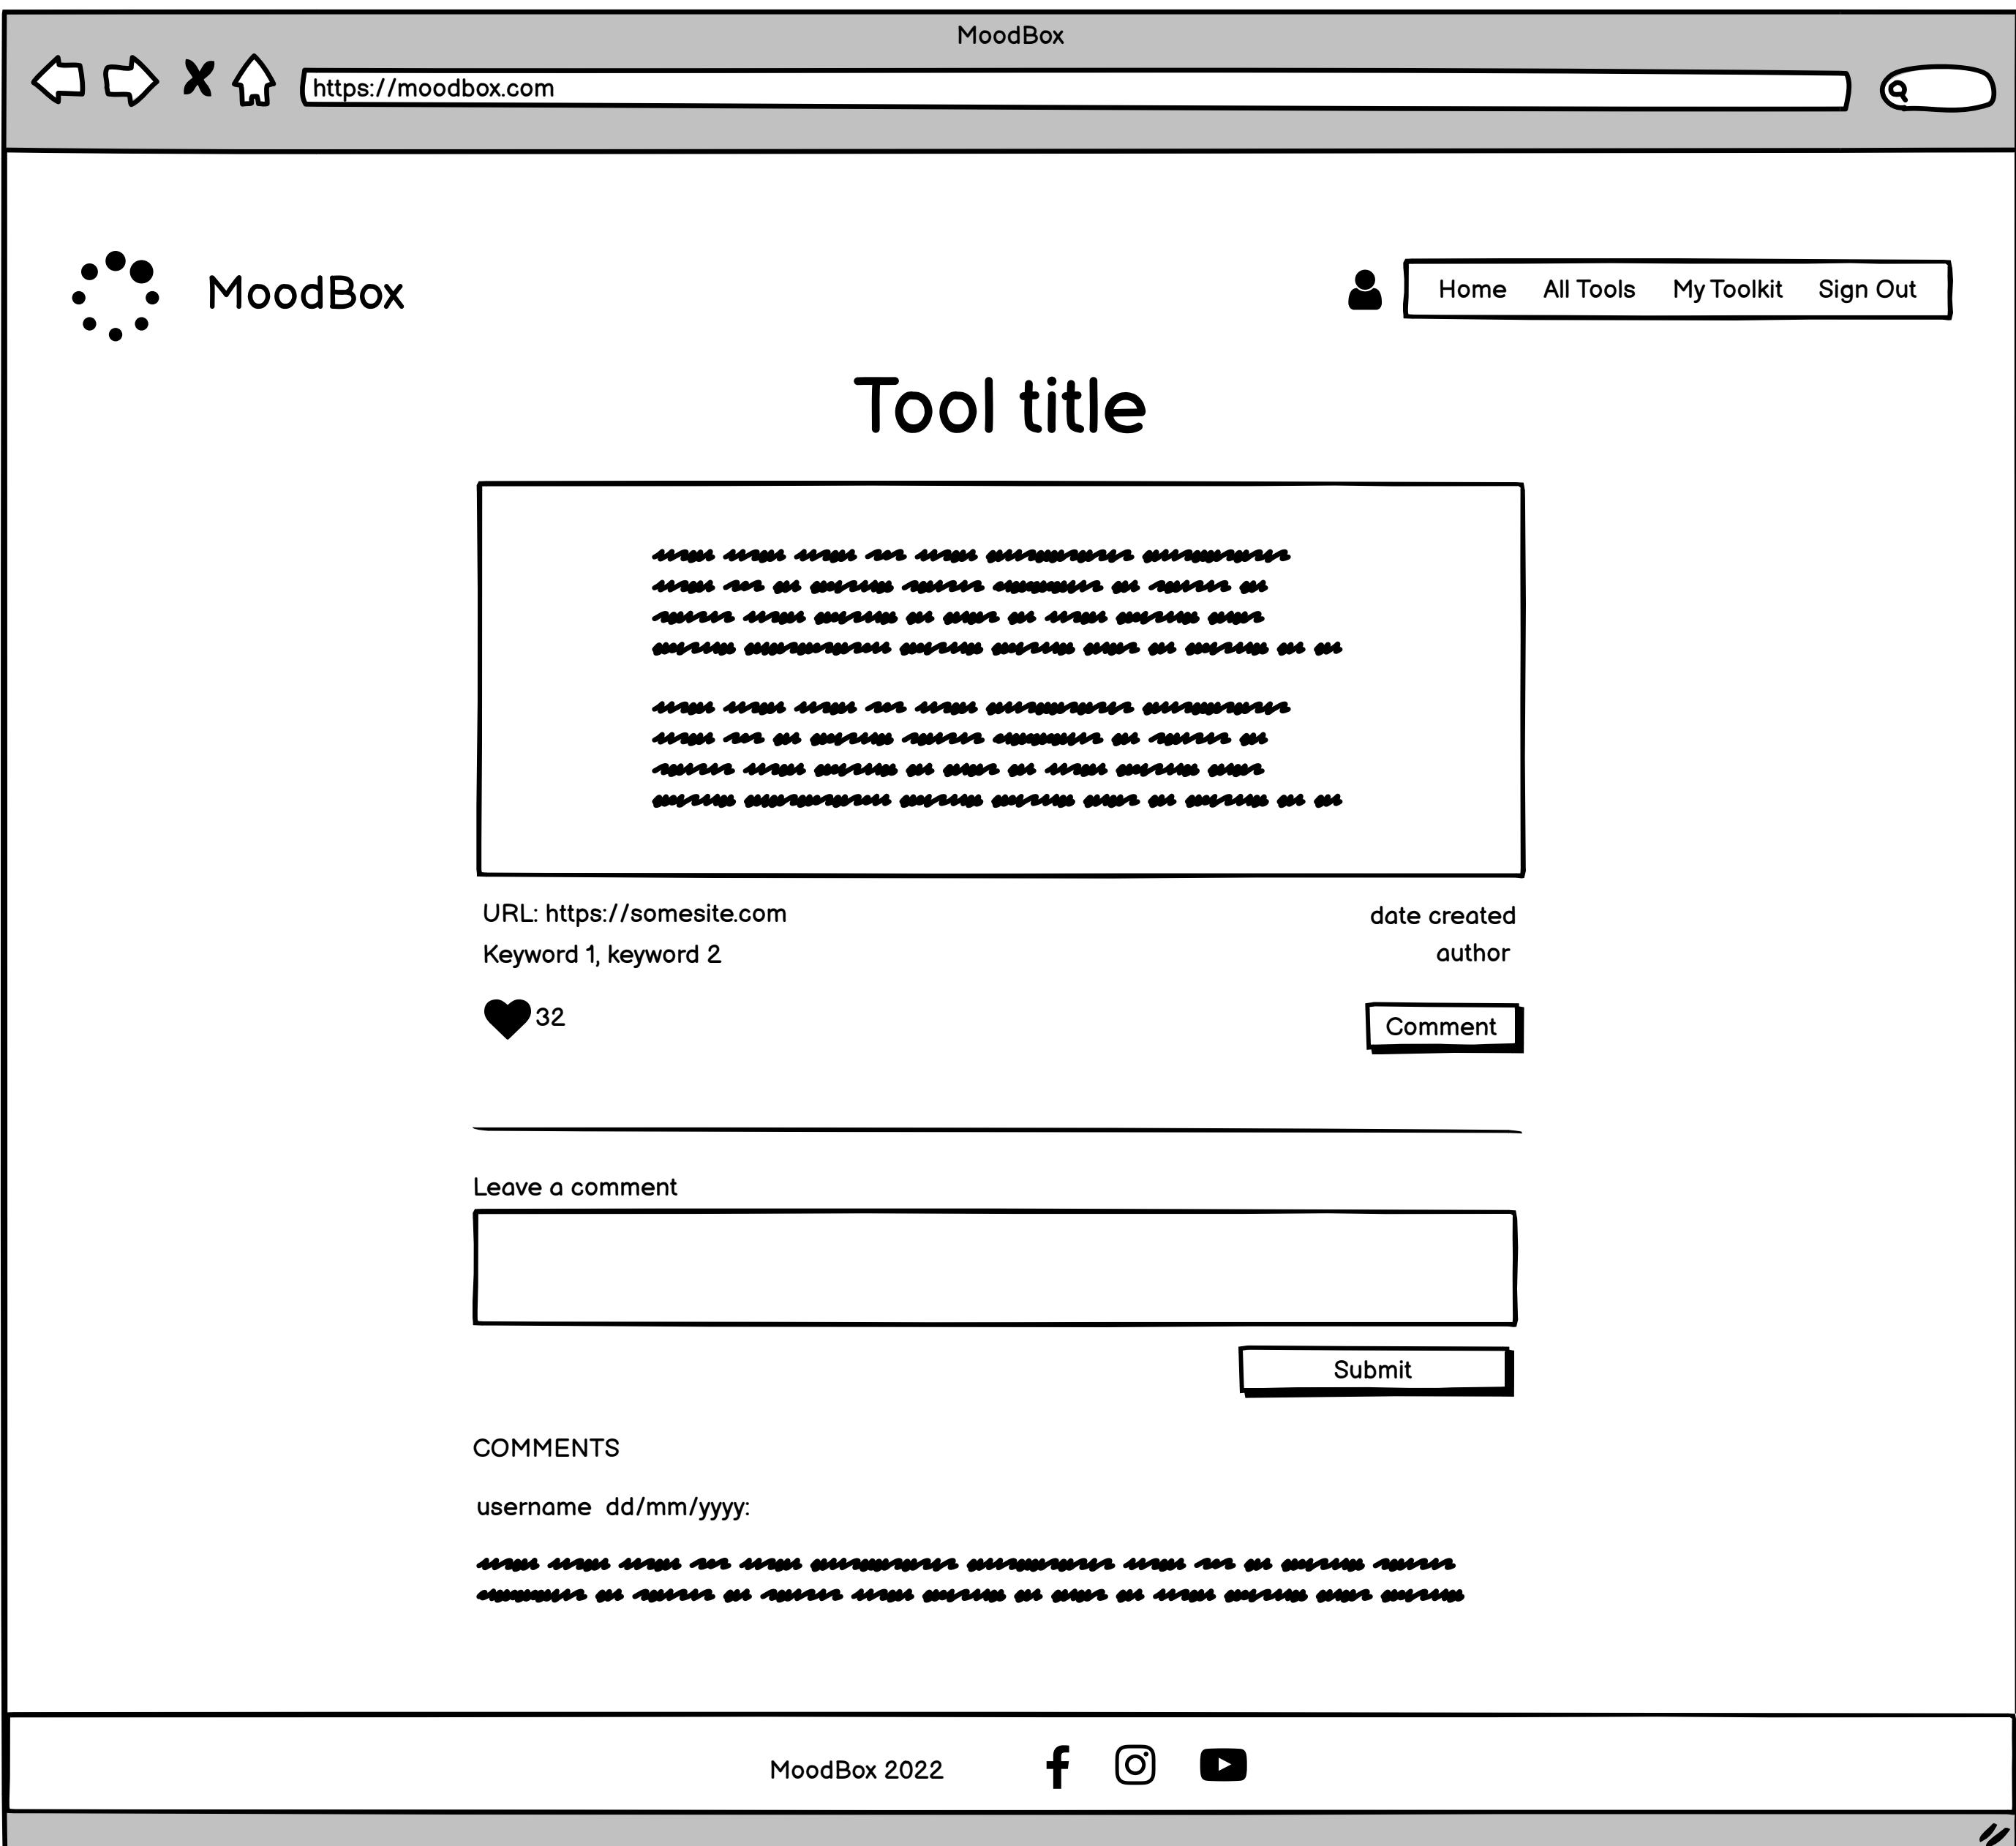 MoodBox
https://moodbox.com
MoodBox
Home All Tools My Toolkit Sign Out
Tool title
URL: https://somesite.com
date created
Keyword 1, keyword 2
author
32
Comment
Leave a comment
Submit
COMMENTS
username dd/mm/yyyy:
MoodBox 2022